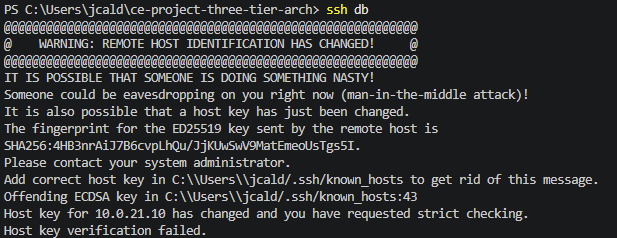 PS C:\Users\jcald\ce-project-three-tier-arch> ssh db
@@@@@@@@@@@@@@@@@@@@@@@@@@@@@@@@@@@@@@@@@@@@@@@@@@@@@@@@@@@
@    WARNING: REMOTE HOST IDENTIFICATION HAS CHANGED!     @
@@@@@@@@@@@@@@@@@@@@@@@@@@@@@@@@@@@@@@@@@@@@@@@@@@@@@@@@@@@
IT IS POSSIBLE THAT SOMEONE IS DOING SOMETHING NASTY!
Someone could be eavesdropping on you right now (man-in-the-middle attack)!
It is also possible that a host key has just been changed.
The fingerprint for the ED25519 key sent by the remote host is
SHA256:4HB3nrAiJ7B6cvpLhQu/JjKUwSwV9MatEmeoUsTgs5I.
Please contact your system administrator.
Add correct host key in C:\\Users\\jcald/.ssh/known_hosts to get rid of this message.
Offending ECDSA key in C:\\Users\\jcald/.ssh/known_hosts:43
Host key for 10.0.21.10 has changed and you have requested strict checking.
Host key verification failed.